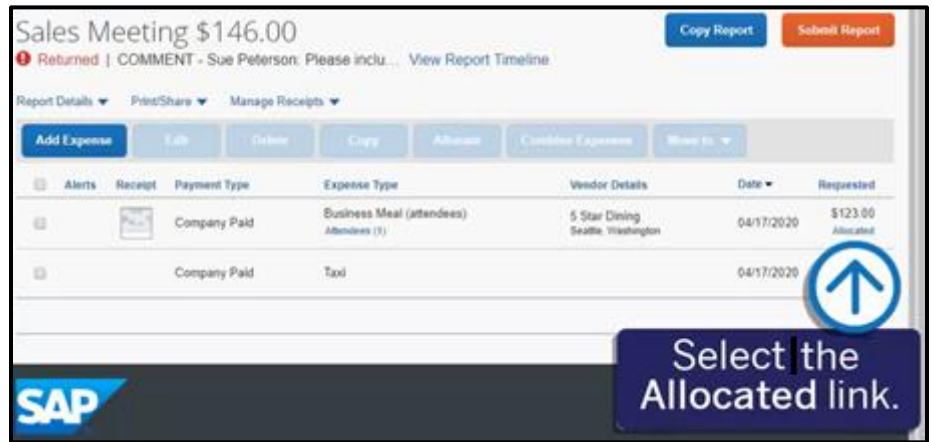 Sales Meeting $146.00
Copy Report
Submit Report
Returned | COMMENT - Sue Peterson: Please inclu... View Report Timeline
Report Details Print/Share Manage Receipts
Add Expense Edit Delete Copy Allocate Combine Expenses Move to
Alerts Receipt Payment Type Expense Type Vendor Details Date Requested
Company Paid Business Meal (attendees) 5 Star Dining 04/17/2020 $123.00
Attendees (1) Seattle, Washington Allocated
Company Paid Taxi 04/17/2020
Select the
Allocated link.
SAP